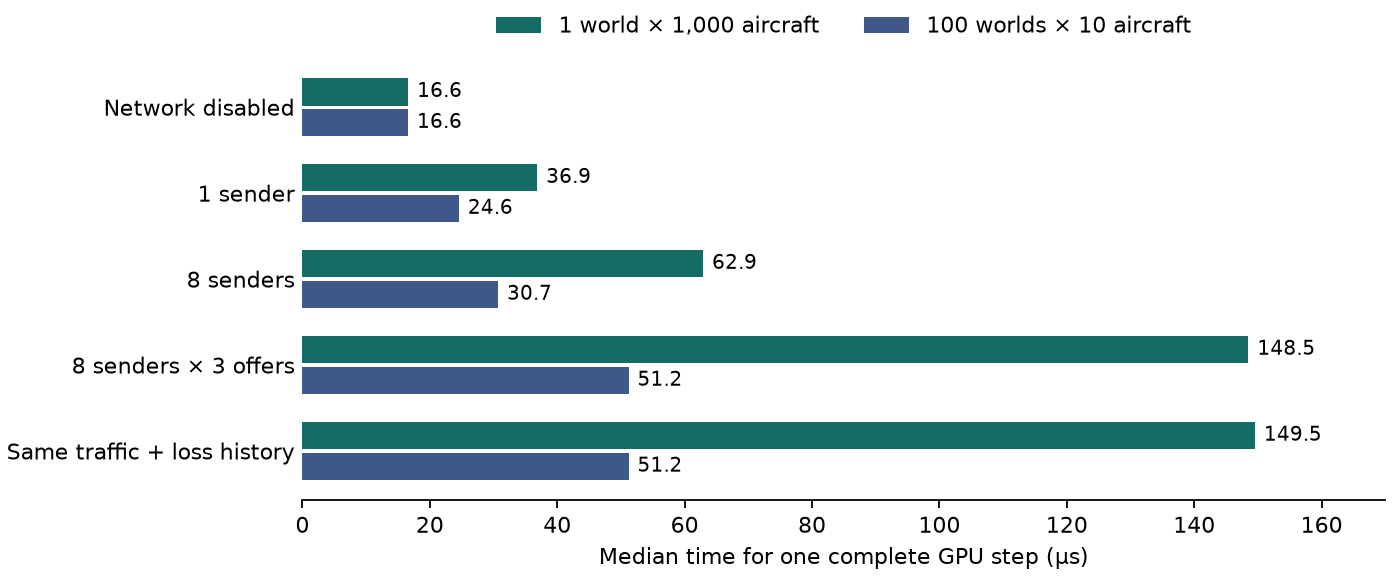 1 world × 1,000 aircraft
100 worlds × 10 aircraft
Network disabled
16.6
16.6
1 sender
36.9
24.6
8 senders
62.9
30.7
8 senders × 3 offers
148.5
51.2
Same traffic + loss history
149.5
51.2
0 20 40 60 80 100 120 140 160
Median time for one complete GPU step (µs)